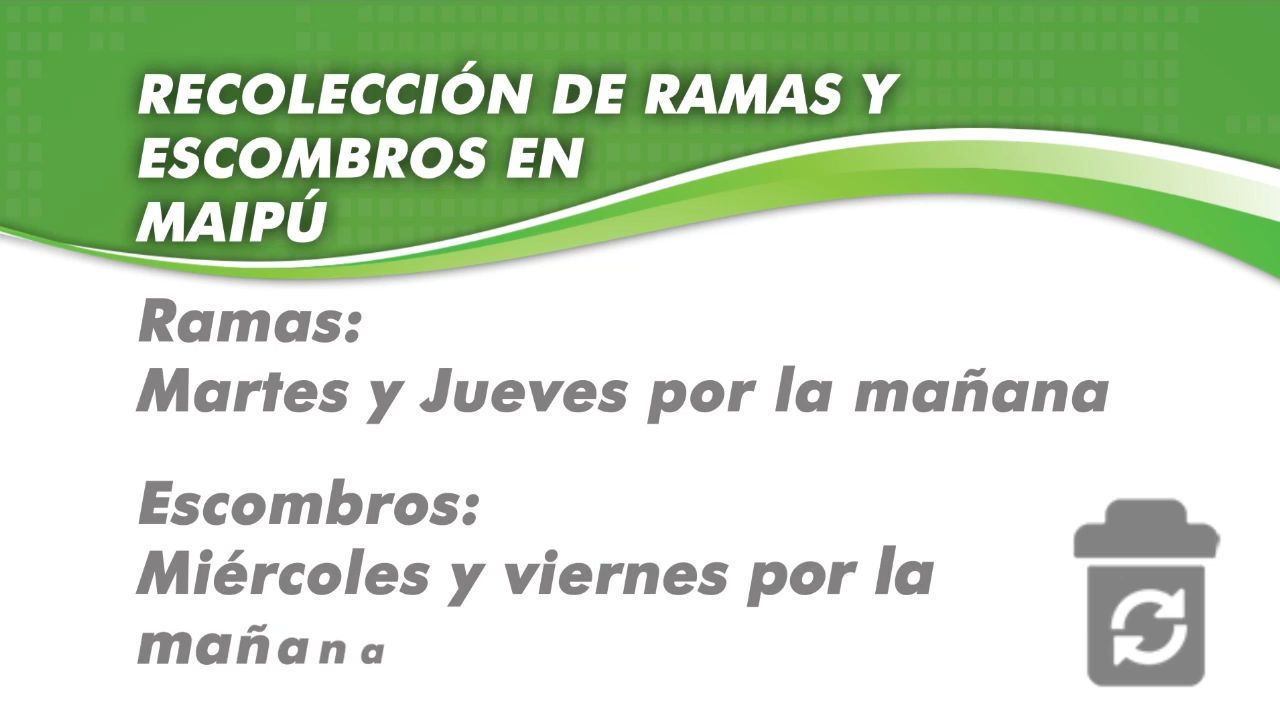 RECOLECCIÓN DE RAMAS Y
ESCOMBROS EN
MAIPÚ
Ramas:
Martes y Jueves por la mañana
Escombros:
Miércoles y viernes por la
mañana